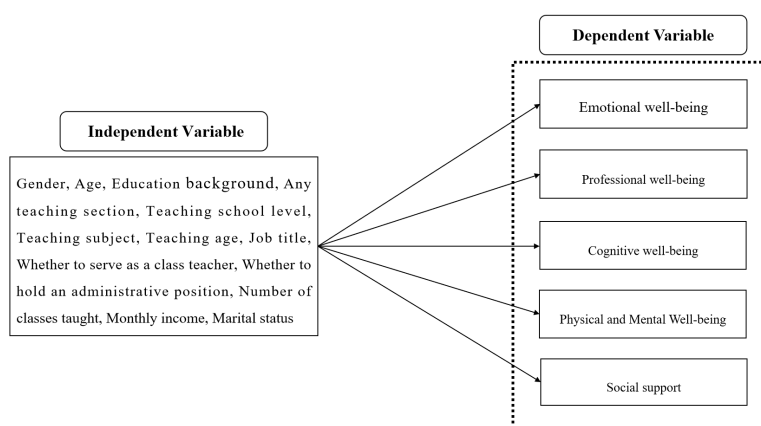 Dependent Variable
Emotional well-being
Independent Variable
Gender, Age, Education background, Any
teaching section, Teaching school level,
Teaching subject, Teaching age, Job title,
Whether to serve as a class teacher, Whether to
hold an administrative position, Number of
classes taught, Monthly income, Marital status
Professional well-being
Cognitive well-being
Physical and Mental Well-being
Social support